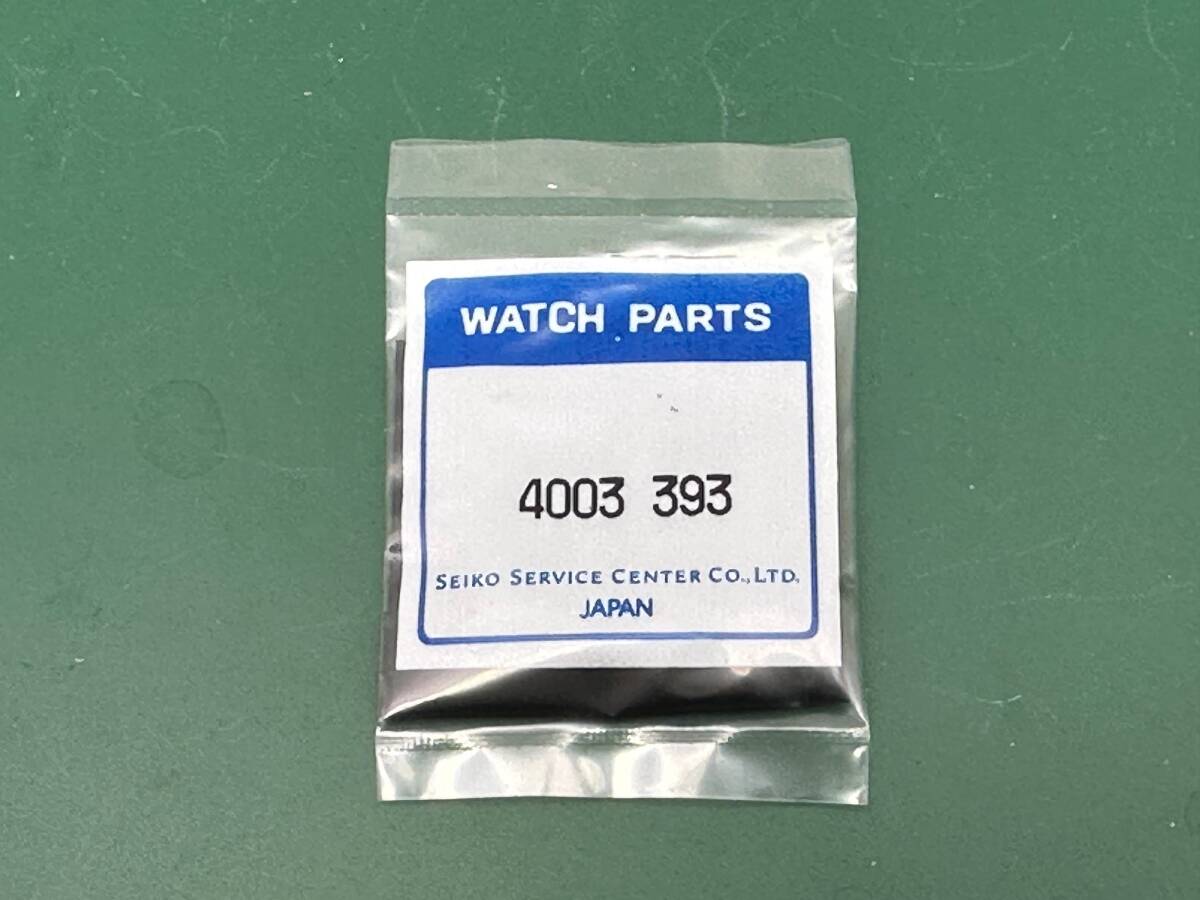 WATCH PARTS
4003 393
SEIKO SERVICE CENTER CO., LTD.
JAPAN